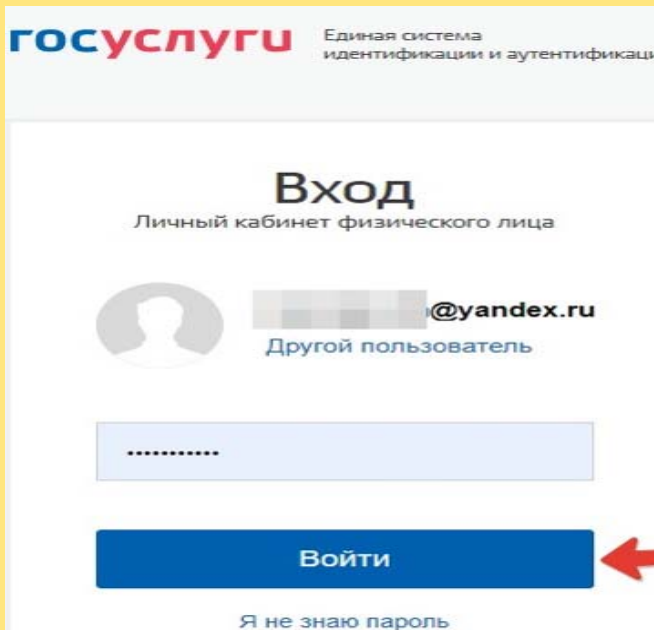 госуслуги
Единая система
идентификации и аутентификаци
Вход
Личный кабинет физического лица
@yandex.ru
Другой пользователь
Войти
Я не знаю пароль